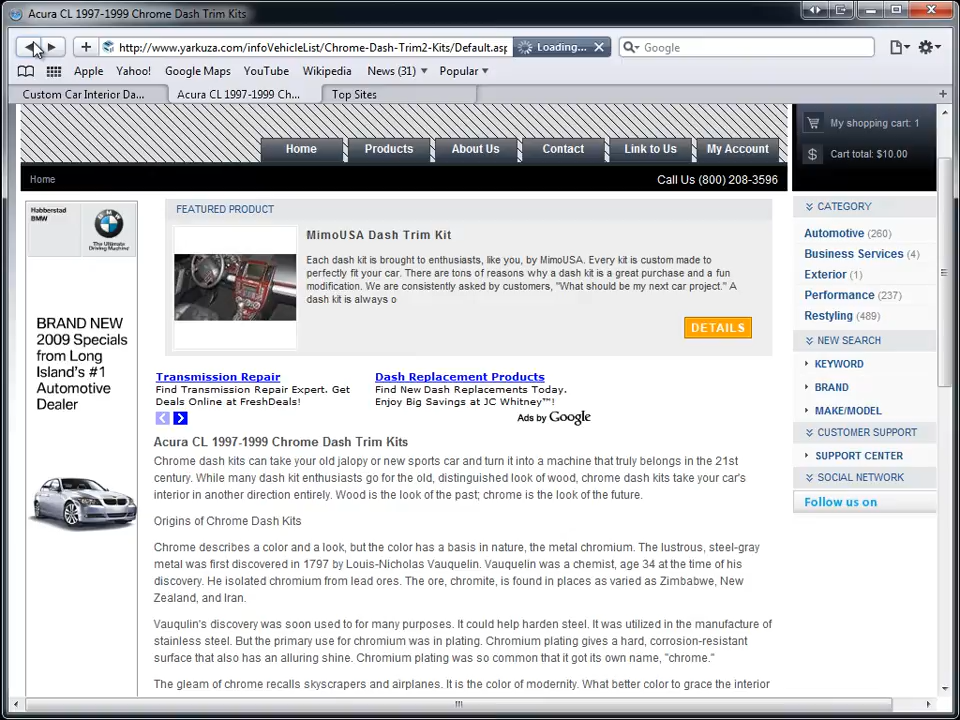 Acura CL 1997-1999 Chrome Dash Trim Kits
http://www.yarkuza.com/infoVehicleList/Chrome-Dash-Trim2-Kits/Default.asp
Loading...
Google
Apple
Yahoo!
Google Maps
YouTube
Wikipedia
News (31)
Popular
Custom Car Interior Da...
Acura CL 1997-1999 Ch...
Top Sites
My shopping cart: 1
Cart total: $10.00
Home
Products
About Us
Contact
Link to Us
My Account
Home
Call Us (800) 208-3596
Habberstad
BMW
The Ultimate
Driving Machine
BRAND NEW
2009 Specials
from Long
Island's #1
Automotive
Dealer
FEATURED PRODUCT
MimoUSA Dash Trim Kit
Each dash kit is brought to enthusiasts, like you, by MimoUSA. Every kit is custom made to
perfectly fit your car. There are tons of reasons why a dash kit is a great purchase and a fun
modification. We are consistently asked by customers, "What should be my next car project." A
dash kit is always o
DETAILS
Transmission Repair
Find Transmission Repair Expert. Get
Deals Online at FreshDeals!
Dash Replacement Products
Find New Dash Replacements Today.
Enjoy Big Savings at JC Whitney™!
Ads by Google
Acura CL 1997-1999 Chrome Dash Trim Kits
Chrome dash kits can take your old jalopy or new sports car and turn it into a machine that truly belongs in the 21st
century. While many dash kit enthusiasts go for the old, distinguished look of wood, chrome dash kits take your car's
interior in another direction entirely. Wood is the look of the past; chrome is the look of the future.
Origins of Chrome Dash Kits
Chrome describes a color and a look, but the color has a basis in nature, the metal chromium. The lustrous, steel-gray
metal was first discovered in 1797 by Louis-Nicholas Vauquelin. Vauquelin was a chemist, age 34 at the time of his
discovery. He isolated chromium from lead ores. The ore, chromite, is found in places as varied as Zimbabwe, New
Zealand, and Iran.
Vauqulin's discovery was soon used to for many purposes. It could help harden steel. It was utilized in the manufacture of
stainless steel. But the primary use for chromium was in plating. Chromium plating gives a hard, corrosion-resistant
surface that also has an alluring shine. Chromium plating was so common that it got its own name, "chrome."
The gleam of chrome recalls skyscrapers and airplanes. It is the color of modernity. What better color to grace the interior
CATEGORY
Automotive (260)
Business Services (4)
Exterior (1)
Performance (237)
Restyling (489)
NEW SEARCH
KEYWORD
BRAND
MAKE/MODEL
CUSTOMER SUPPORT
SUPPORT CENTER
SOCIAL NETWORK
Follow us on